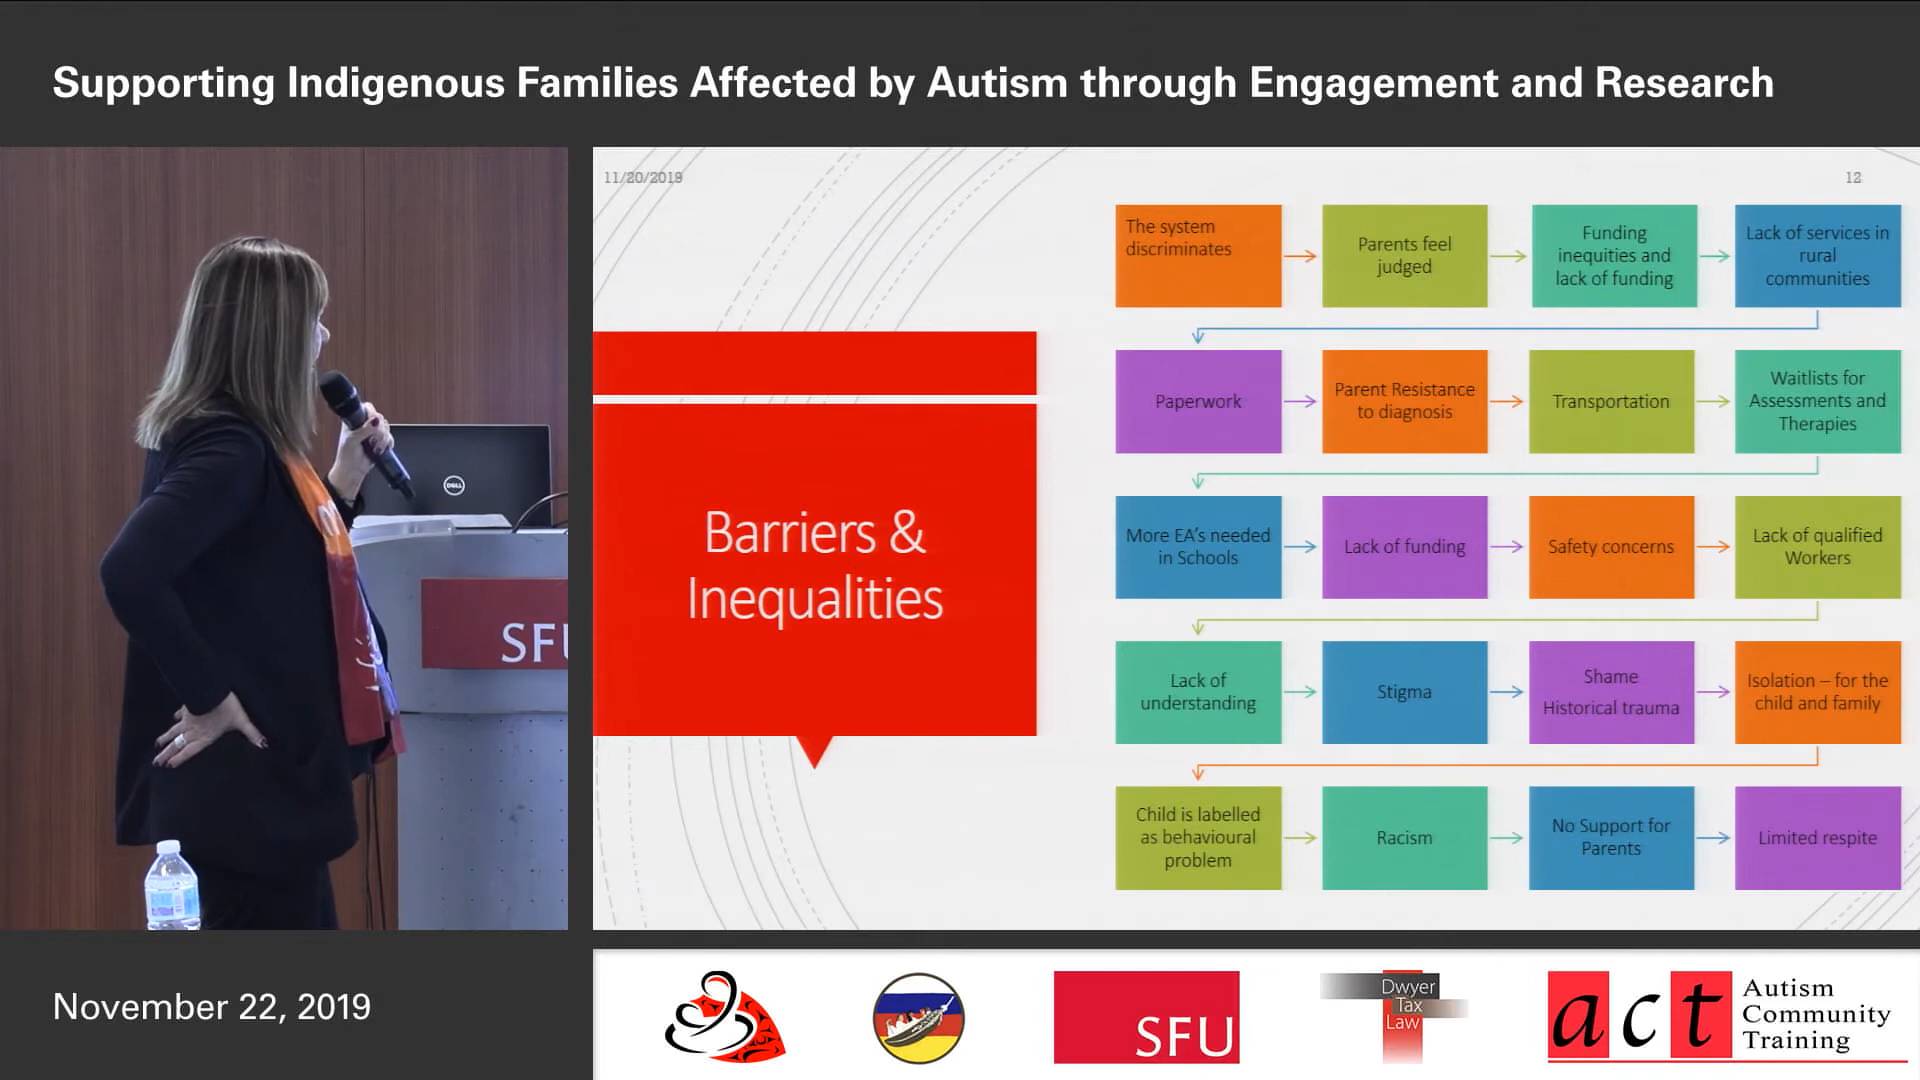 Supporting Indigenous Families Affected by Autism through Engagement and Research
11/20/2019
12
Barriers &
Inequalities
The system
discriminates
Parents feel
judged
Funding
inequities and
lack of funding
Lack of services in
rural
communities
Paperwork
Parent Resistance
to diagnosis
Transportation
Waitlists for
Assessments and
Therapies
More EA's needed
in Schools
Lack of funding
Safety concerns
Lack of qualified
Workers
Lack of
understanding
Stigma
Shame
Historical trauma
Isolation – for the
child and family
Child is labelled
as behavioural
problem
Racism
No Support for
Parents
Limited respite
DELL
SFU
November 22, 2019
SFU
Dwyer
Tax
Law
act
Autism
Community
Training